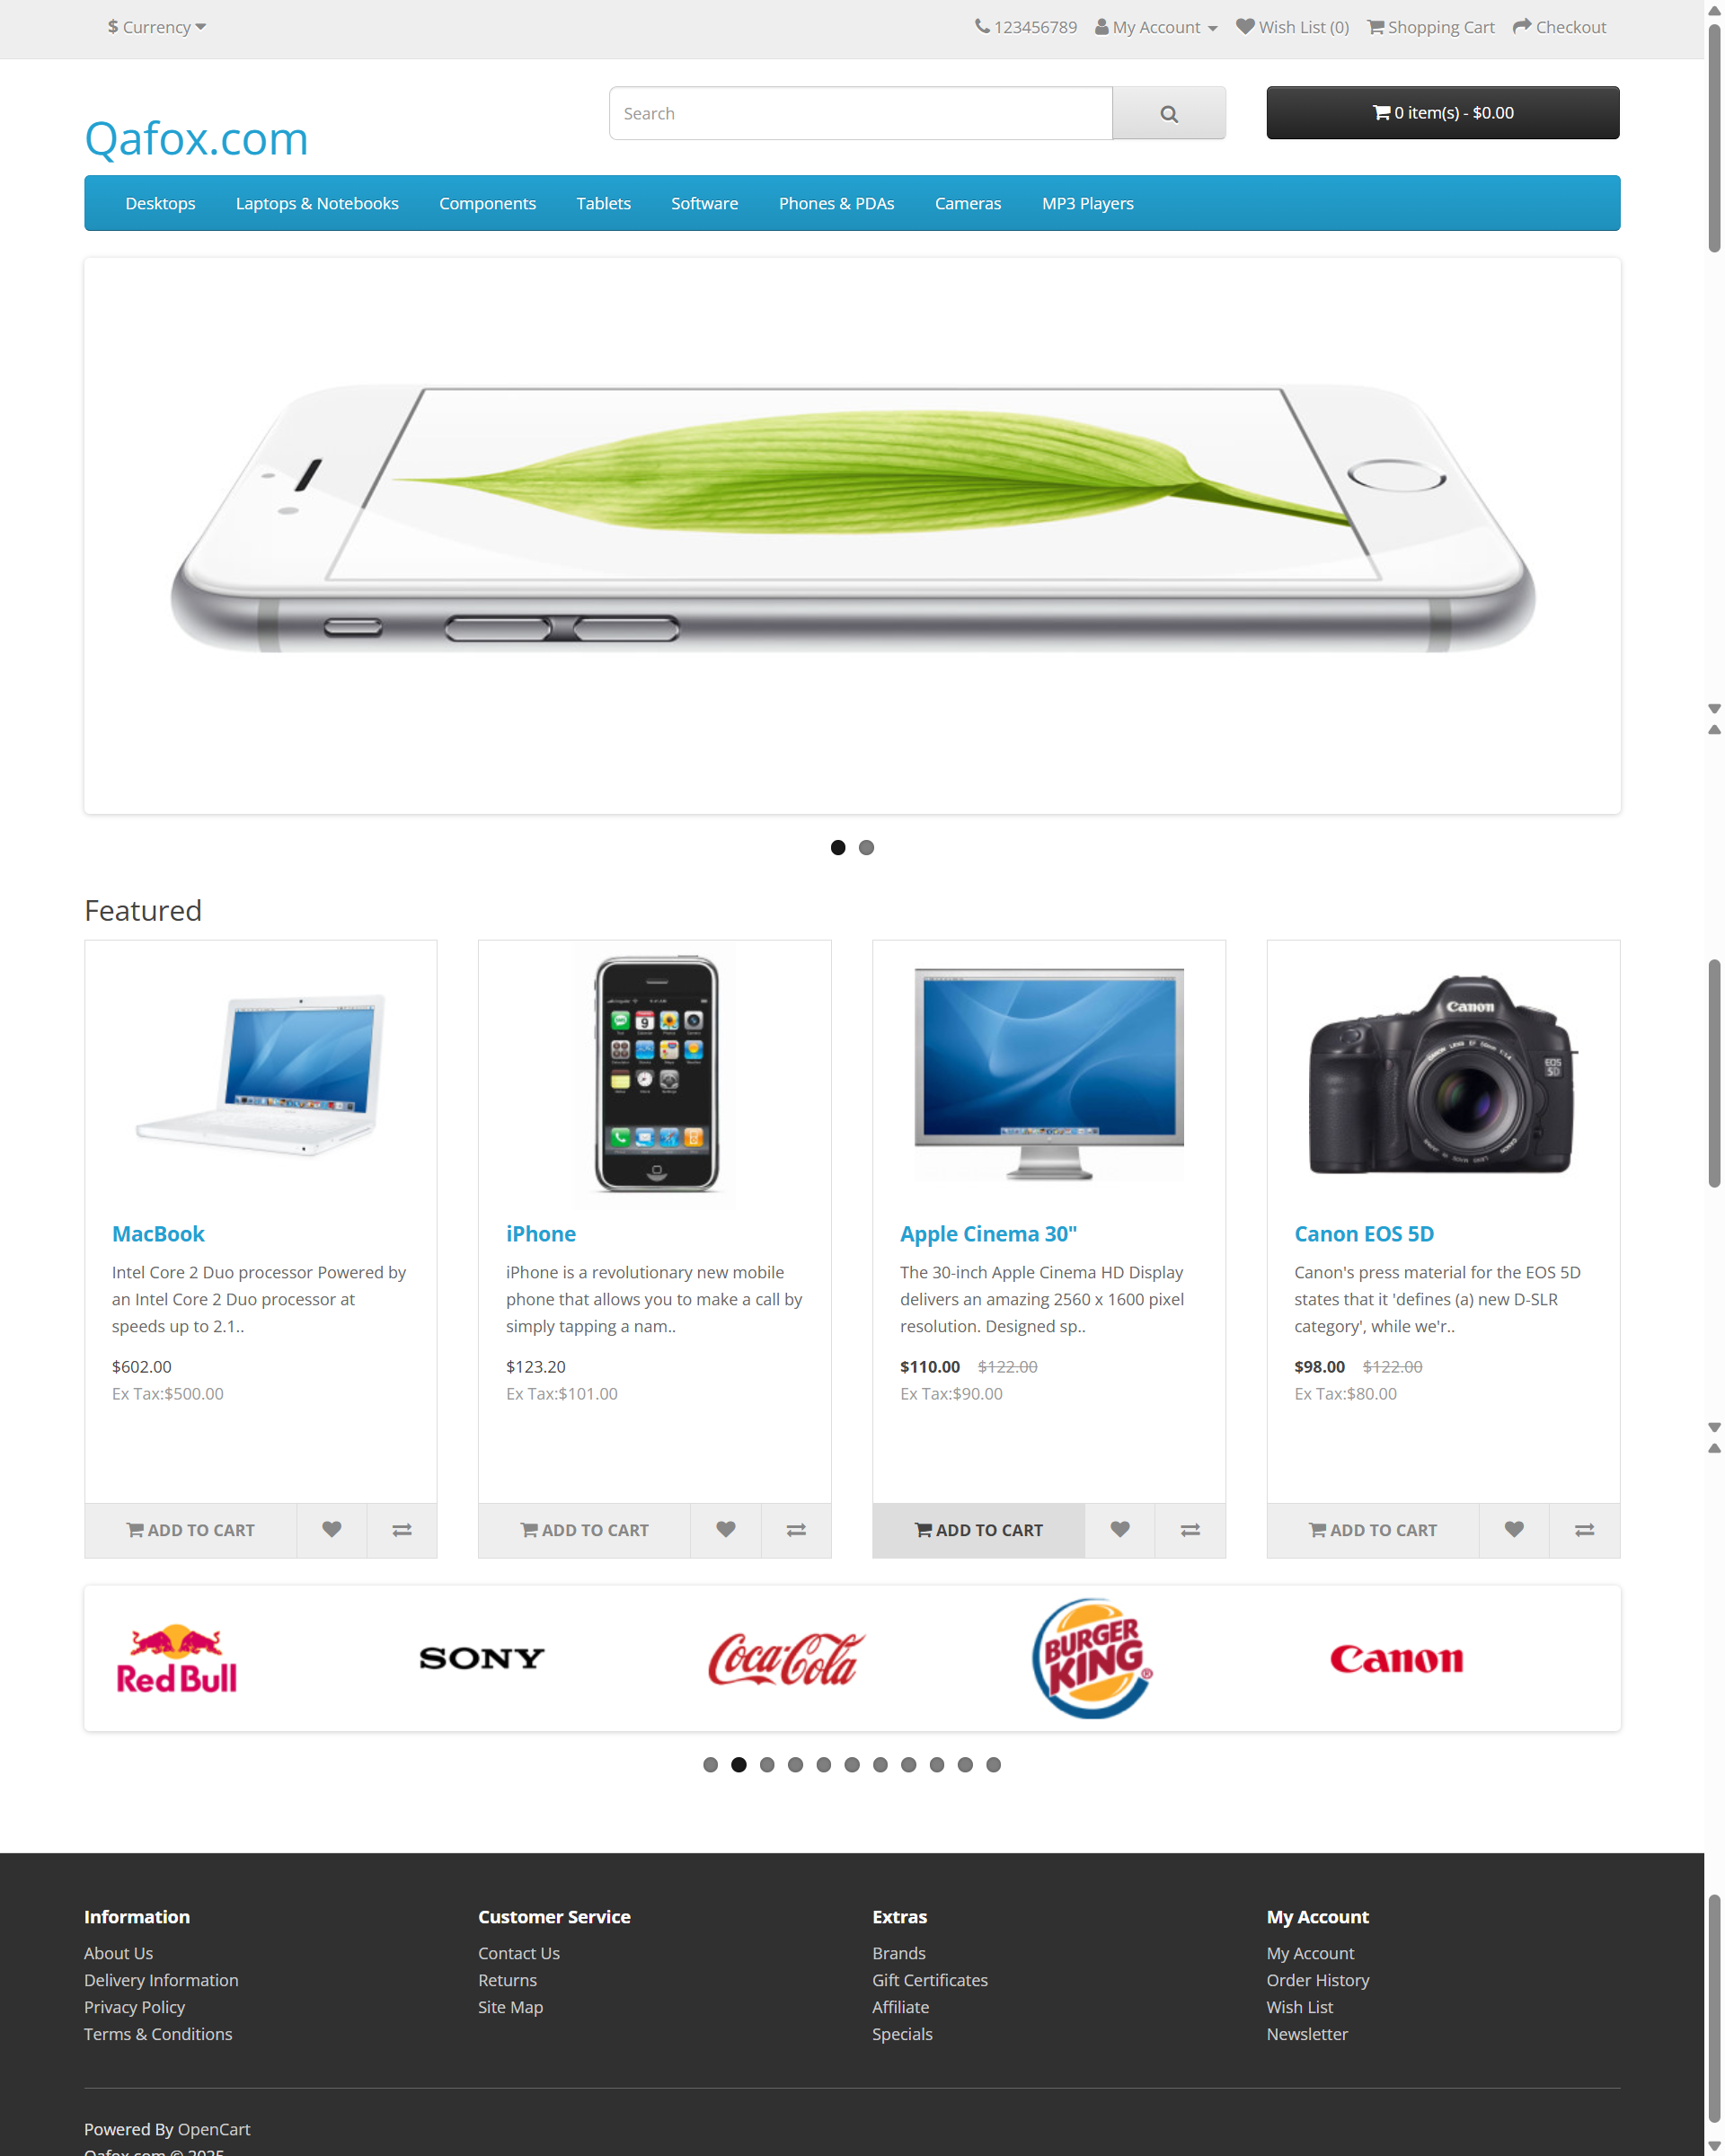 $ Currency
123456789 My Account Wish List (0) Shopping Cart Checkout
Qafox.com
Search
0 item(s) - $0.00
Desktops Laptops & Notebooks Components Tablets Software Phones & PDAs Cameras MP3 Players
Featured
Canon
EOS
5D
MacBook
Intel Core 2 Duo processor Powered by
an Intel Core 2 Duo processor at
speeds up to 2.1..
$602.00
Ex Tax:$500.00
ADD TO CART
iPhone
iPhone is a revolutionary new mobile
phone that allows you to make a call by
simply tapping a nam..
$123.20
Ex Tax:$101.00
ADD TO CART
Apple Cinema 30"
The 30-inch Apple Cinema HD Display
delivers an amazing 2560 x 1600 pixel
resolution. Designed sp..
$110.00 $122.00
Ex Tax:$90.00
ADD TO CART
Canon EOS 5D
Canon's press material for the EOS 5D
states that it 'defines (a) new D-SLR
category', while we'r..
$98.00 $122.00
Ex Tax:$80.00
ADD TO CART
Red Bull
SONY
Coca-Cola
BURGER
KING®
Canon
Information
About Us
Delivery Information
Privacy Policy
Terms & Conditions
Customer Service
Contact Us
Returns
Site Map
Extras
Brands
Gift Certificates
Affiliate
Specials
My Account
My Account
Order History
Wish List
Newsletter
Powered By OpenCart
Qafox.com © 2025